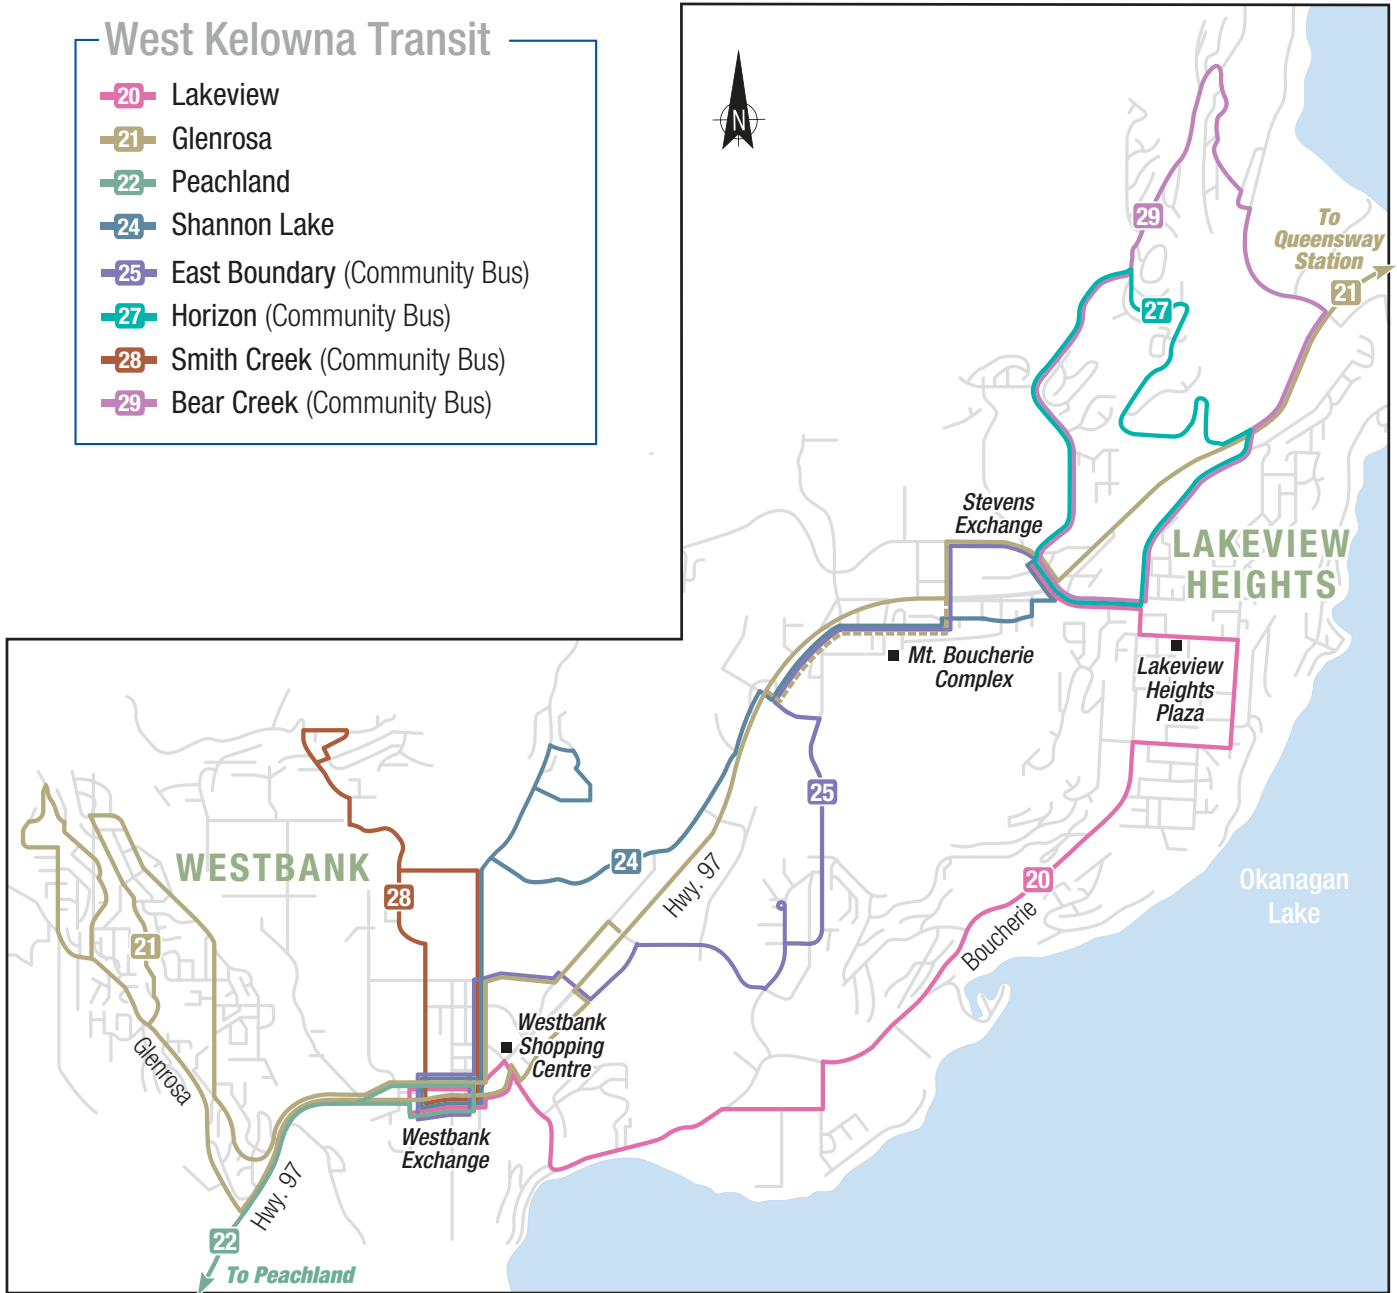 West Kelowna Transit
20 Lakeview
21 Glenrosa
22 Peachland
24 Shannon Lake
25 East Boundary (Community Bus)
27 Horizon (Community Bus)
28 Smith Creek (Community Bus)
29 Bear Creek (Community Bus)
N
29
To
Queensway
Station
21
27
Stevens
Exchange
LAKEVIEW
HEIGHTS
Mt. Boucherie
Complex
Lakeview
Heights
Plaza
25
WESTBANK
24
28
Hwy. 97
20
Okanagan
Lake
Boucherie
21
Westbank
Shopping
Centre
Glenrosa
Westbank
Exchange
Hwy. 97
22
To Peachland